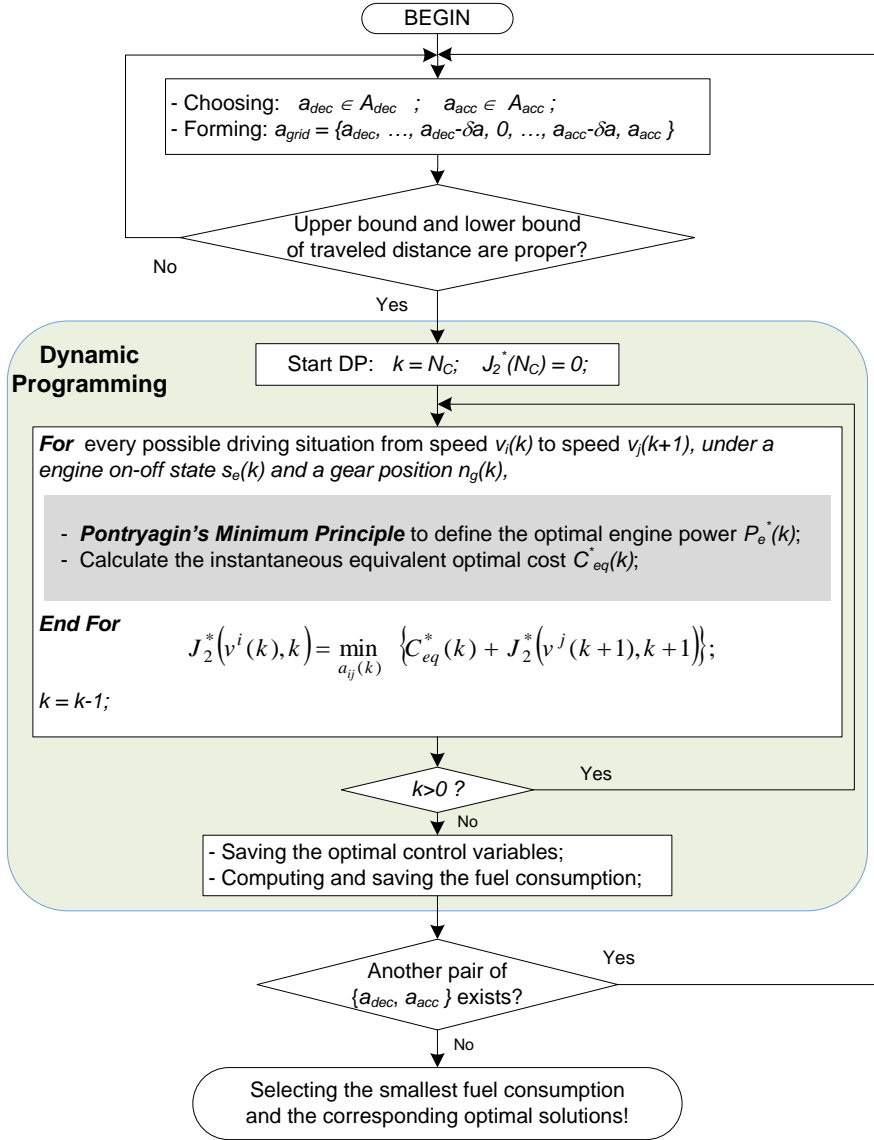 BEGIN
- Choosing: a_dec ∈ A_dec ; a_acc ∈ A_acc ;
- Forming: a_grid = {a_dec, …, a_dec-δa, 0, …, a_acc-δa, a_acc }
Upper bound and lower bound
of traveled distance are proper?
No
Yes
Dynamic
Programming
Start DP: k = N_C; J_2^*(N_C) = 0;
For every possible driving situation from speed v_i(k) to speed v_j(k+1), under a
engine on-off state s_e(k) and a gear position n_g(k),
- Pontryagin's Minimum Principle to define the optimal engine power P_e^*(k);
- Calculate the instantaneous equivalent optimal cost C^*_eq(k);
End For
J_2^*(v^i(k),k) = min_{a_ij(k)} {C_eq^*(k) + J_2^*(v^j(k+1),k+1)};
k = k-1;
k>0 ?
Yes
No
- Saving the optimal control variables;
- Computing and saving the fuel consumption;
Another pair of
{a_dec, a_acc } exists?
Yes
No
Selecting the smallest fuel consumption
and the corresponding optimal solutions!